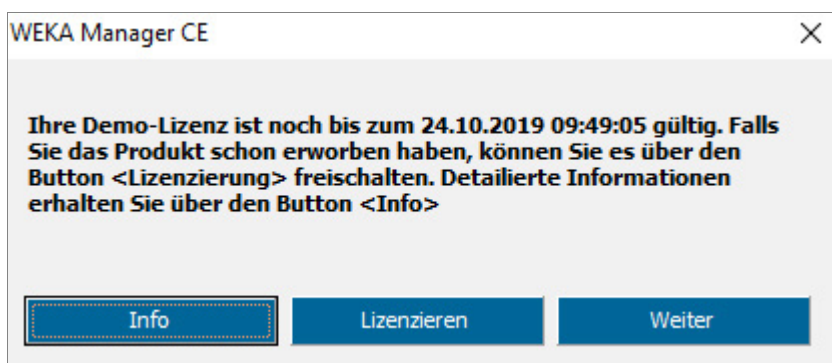 WEKA Manager CE
Ihre Demo-Lizenz ist noch bis zum 24.10.2019 09:49:05 gültig. Falls
Sie das Produkt schon erworben haben, können Sie es über den
Button <Lizenzierung> freischalten. Detailierte Informationen
erhalten Sie über den Button <Info>
Info
Lizenzieren
Weiter